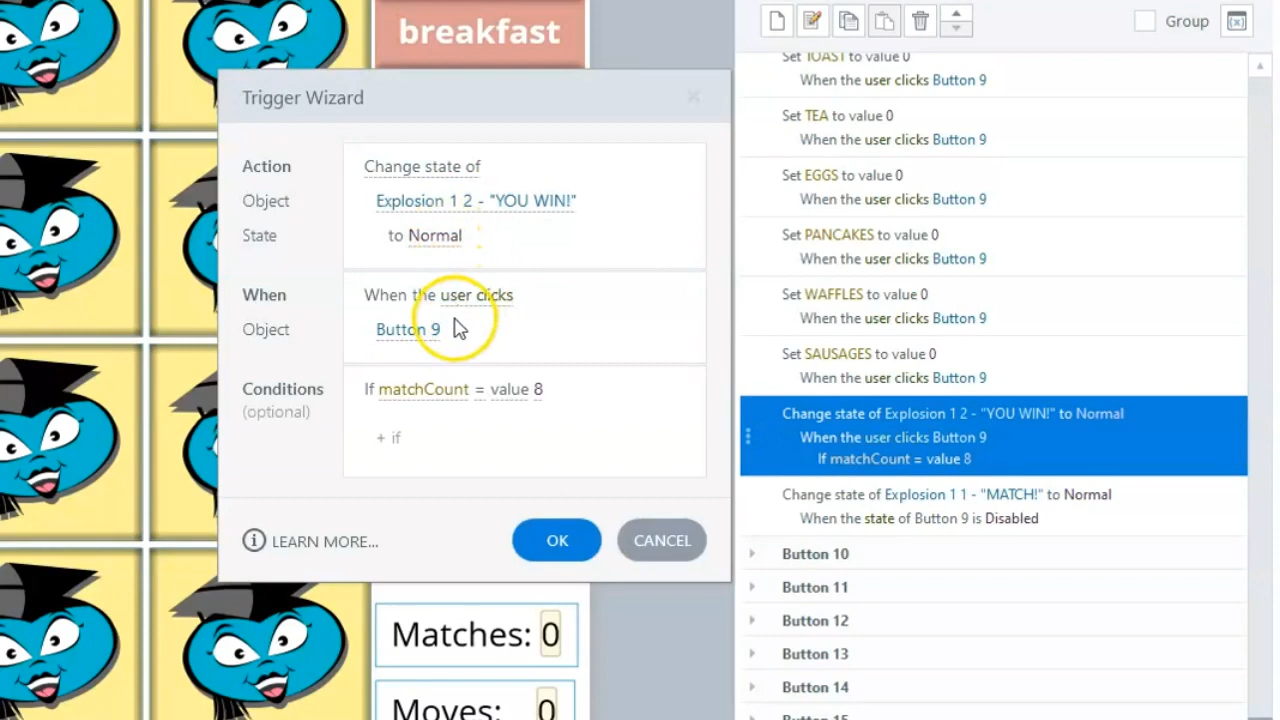 breakfast
Trigger Wizard
Action
Change state of
Object
Explosion 1 2 - "YOU WIN!"
State
to Normal
When
When the user clicks
Object
Button 9
Conditions
(optional)
If matchCount = value 8
+ if
LEARN MORE...
OK
CANCEL
Matches: 0
Moves: 0
Group
Set TOAST to value 0
When the user clicks Button 9
Set TEA to value 0
When the user clicks Button 9
Set EGGS to value 0
When the user clicks Button 9
Set PANCAKES to value 0
When the user clicks Button 9
Set WAFFLES to value 0
When the user clicks Button 9
Set SAUSAGES to value 0
When the user clicks Button 9
Change state of Explosion 1 2 - "YOU WIN!" to Normal
When the user clicks Button 9
If matchCount = value 8
Change state of Explosion 1 1 - "MATCH!" to Normal
When the state of Button 9 is Disabled
Button 10
Button 11
Button 12
Button 13
Button 14
Button 15